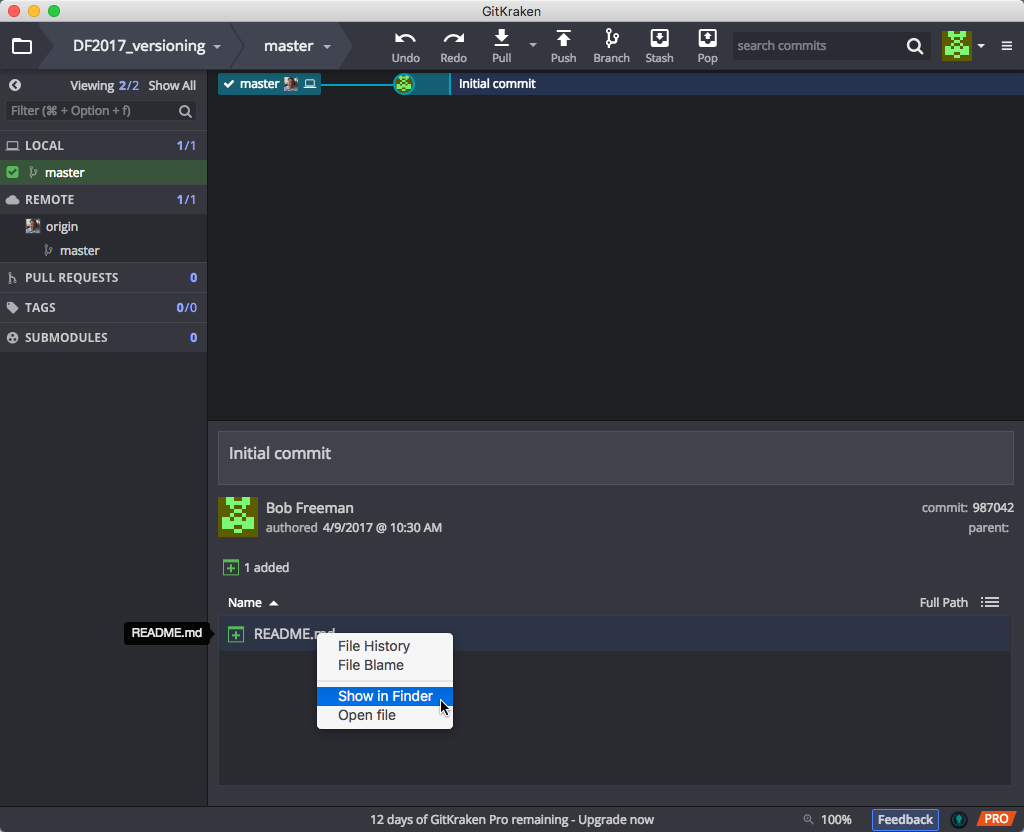 GitKraken
DF2017_versioning
master
Undo
Redo
Pull
Push
Branch
Stash
Pop
search commits
Viewing 2/2 Show All
Filter (⌘ + Option + f)
master
Initial commit
LOCAL 1/1
master
REMOTE 1/1
origin
master
PULL REQUESTS 0
TAGS 0/0
SUBMODULES 0
Initial commit
Bob Freeman
authored 4/9/2017 @ 10:30 AM
commit: 987042
parent:
1 added
Name
Full Path
README.md
README.md
File History
File Blame
Show in Finder
Open file
12 days of GitKraken Pro remaining - Upgrade now
100%
Feedback
PRO